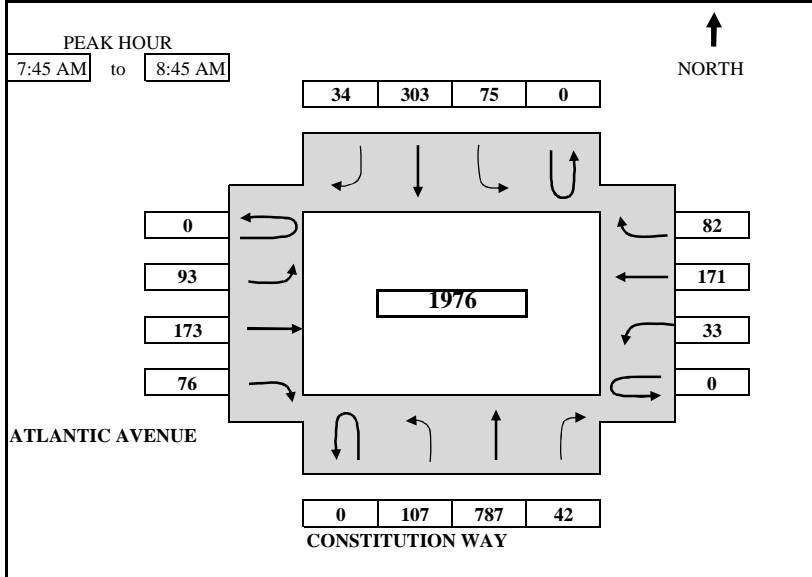 PEAK HOUR
7:45 AM to 8:45 AM
NORTH
34 303 75 0
0 82
93 171
1976
173 33
76 0
ATLANTIC AVENUE
0 107 787 42
CONSTITUTION WAY